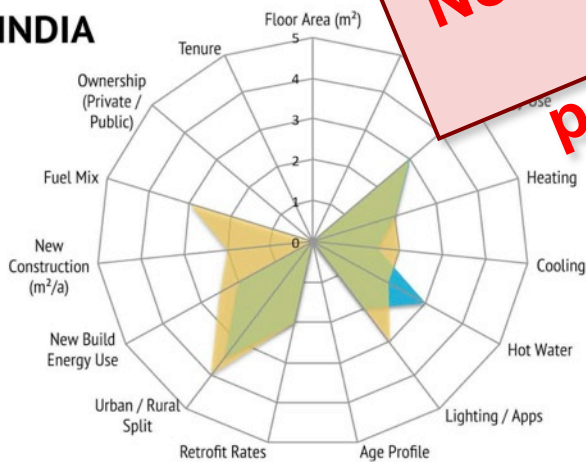 INDIA
Floor Area (m²)
5
4
3
2
1
0
Tenure
Ownership
(Private /
Public)
Fuel Mix
New
Construction
(m²/a)
New Build
Energy Use
Urban / Rural
Split
Retrofit Rates
Age Profile
Lighting / Apps
Hot Water
Cooling
Heating